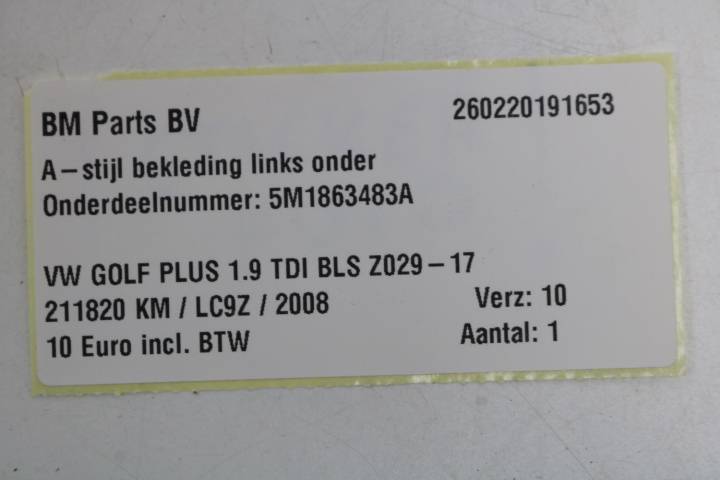 BM Parts BV 260220191653
A-stijl bekleding links onder
Onderdeelnummer: 5M1863483A
VW GOLF PLUS 1.9 TDI BLS Z029-17
211820 KM / LC9Z / 2008 Verz: 10
10 Euro incl. BTW Aantal: 1